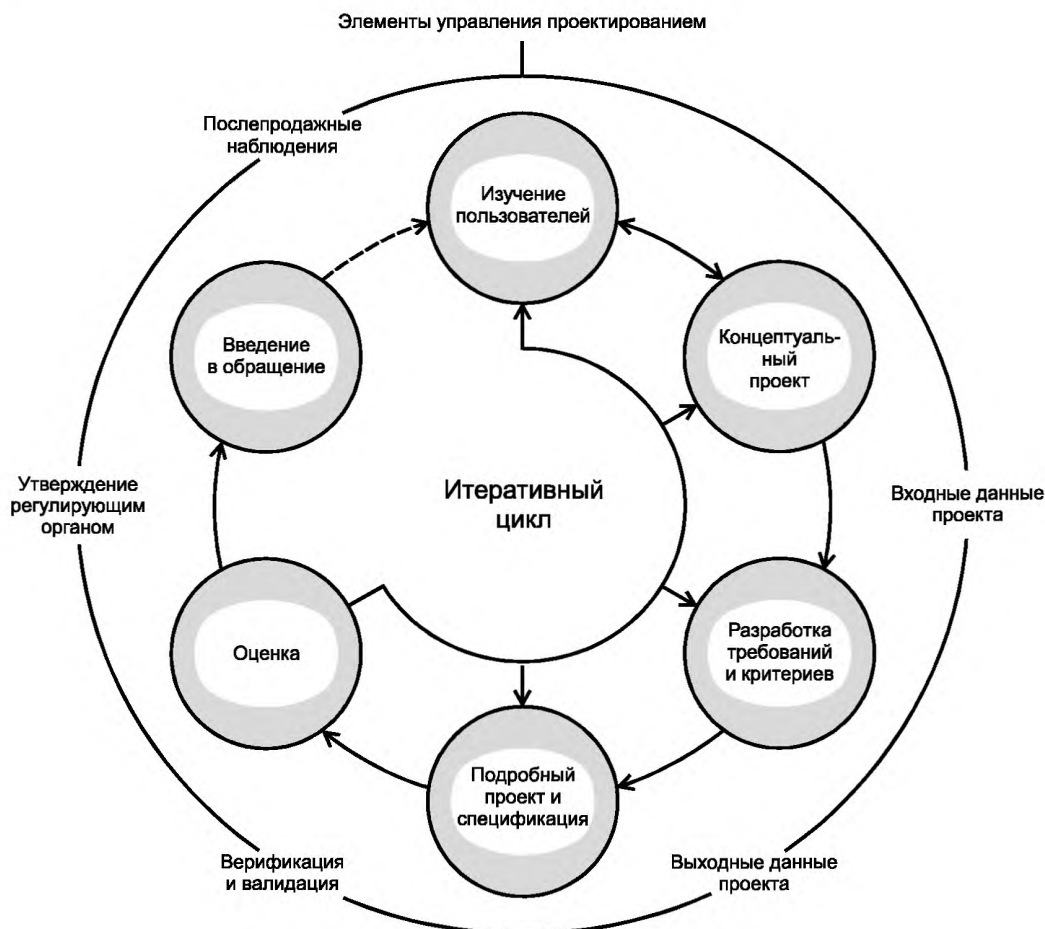 Элементы управления проектированием
Послепродажные
наблюдения
Изучение
пользователей
Введение
в обращение
Концептуаль-
ный
проект
Итеративный
цикл
Утверждение
регулирующим
органом
Входные данные
проекта
Оценка
Разработка
требований
и критериев
Подробный
проект и
спецификация
Верификация
и валидация
Выходные данные
проекта